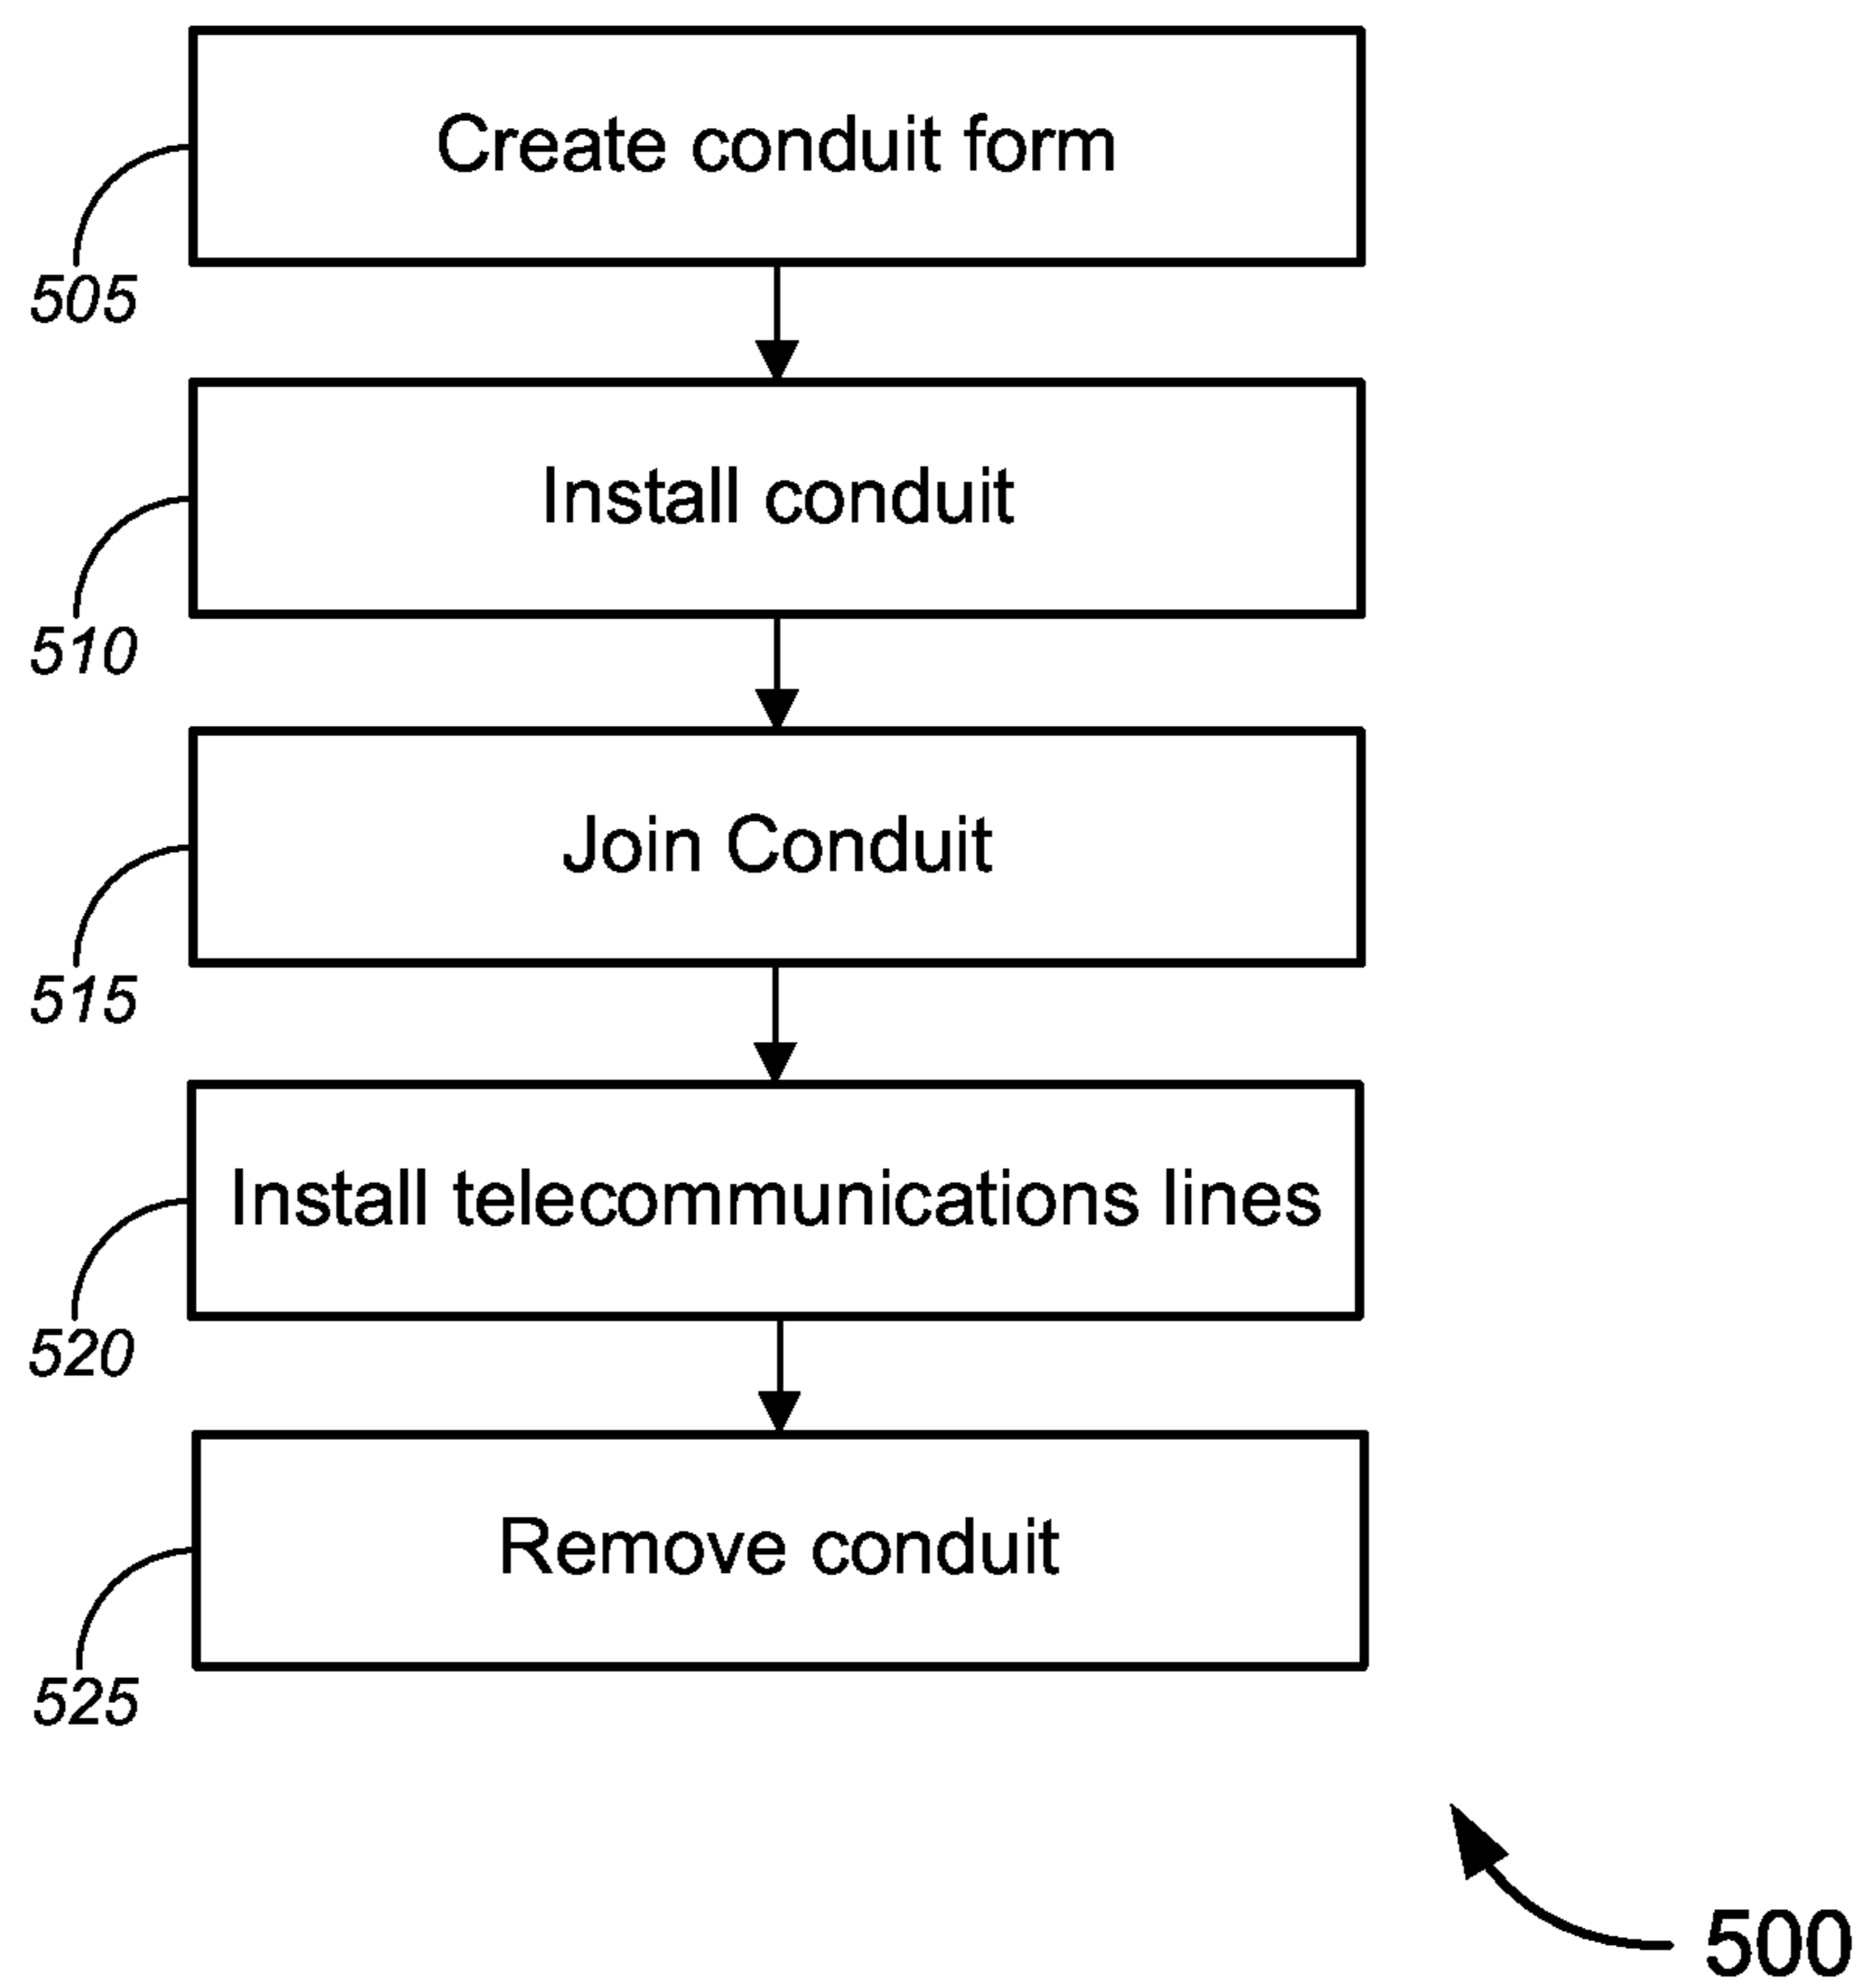 Create conduit form
505
Install conduit
510
Join Conduit
515
Install telecommunications lines
520
Remove conduit
525
500